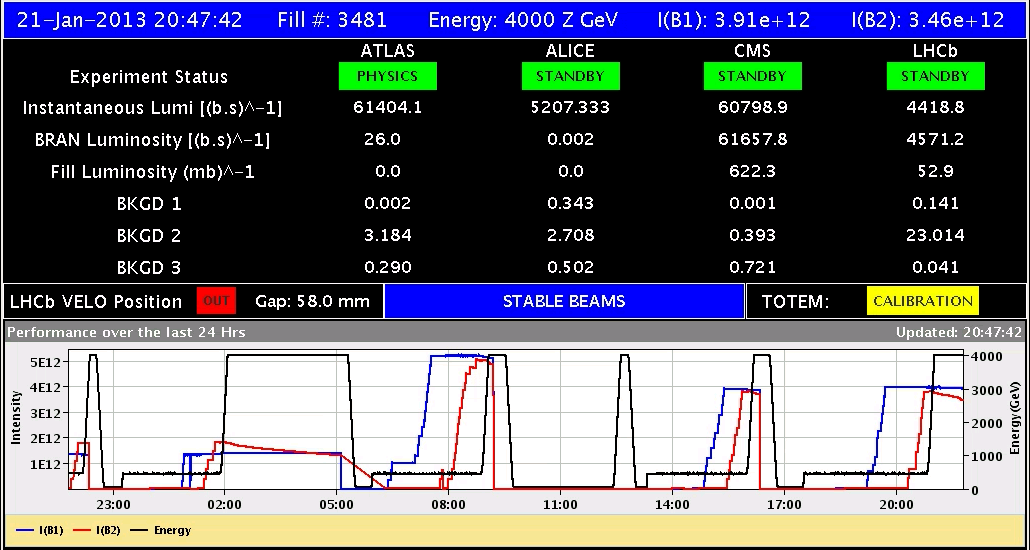 21-Jan-2013 20:47:42 Fill #: 3481 Energy: 4000 Z GeV I(B1): 3.91e+12 I(B2): 3.46e+12
ATLAS ALICE CMS LHCb
Experiment Status PHYSICS STANDBY STANDBY STANDBY
Instantaneous Lumi [(b.s)^-1] 61404.1 5207.333 60798.9 4418.8
BRAN Luminosity [(b.s)^-1] 26.0 0.002 61657.8 4571.2
Fill Luminosity (mb)^-1 0.0 0.0 622.3 52.9
BKGD 1 0.002 0.343 0.001 0.141
BKGD 2 3.184 2.708 0.393 23.014
BKGD 3 0.290 0.502 0.721 0.041
LHCb VELO Position OUT Gap: 58.0 mm STABLE BEAMS TOTEM: CALIBRATION
Performance over the last 24 Hrs Updated: 20:47:42
5E12 4000
4E12 3000
3E12
2E12 2000
1E12 1000
0
Intensity
Energy(GeV)
23:00 02:00 05:00 08:00 11:00 14:00 17:00 20:00
I(B1) I(B2) Energy